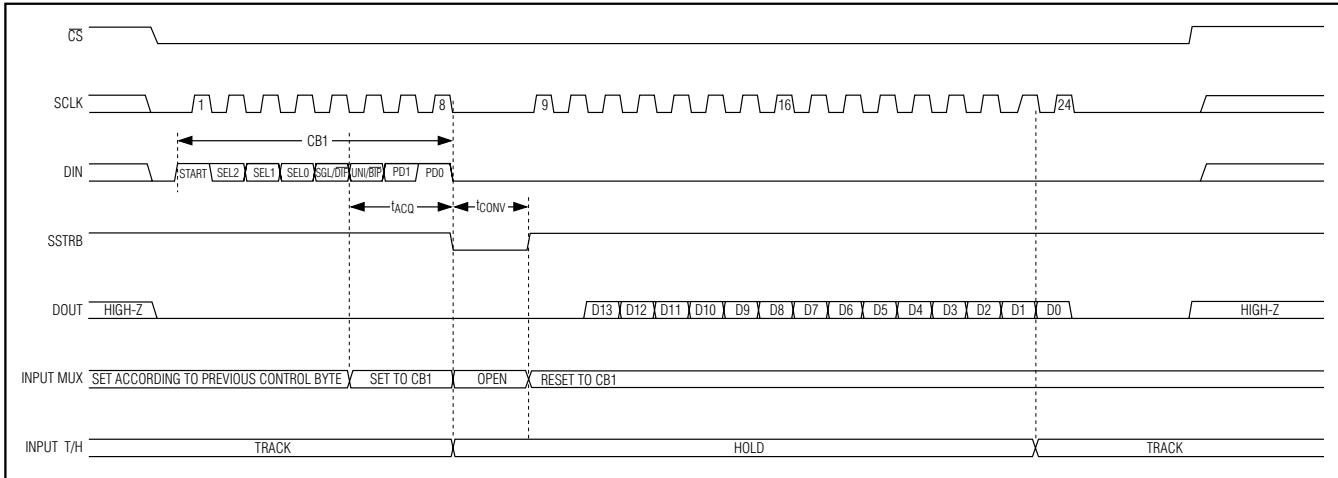 CS
SCLK 1 8 9 16 24
CB1
DIN START SEL2 SEL1 SEL0 SGL/DIF UNI/BIP PD1 PD0
tACQ tCONV
SSTRB
DOUT HIGH-Z D13 D12 D11 D10 D9 D8 D7 D6 D5 D4 D3 D2 D1 D0 HIGH-Z
INPUT MUX SET ACCORDING TO PREVIOUS CONTROL BYTE SET TO CB1 OPEN RESET TO CB1
INPUT T/H TRACK HOLD TRACK